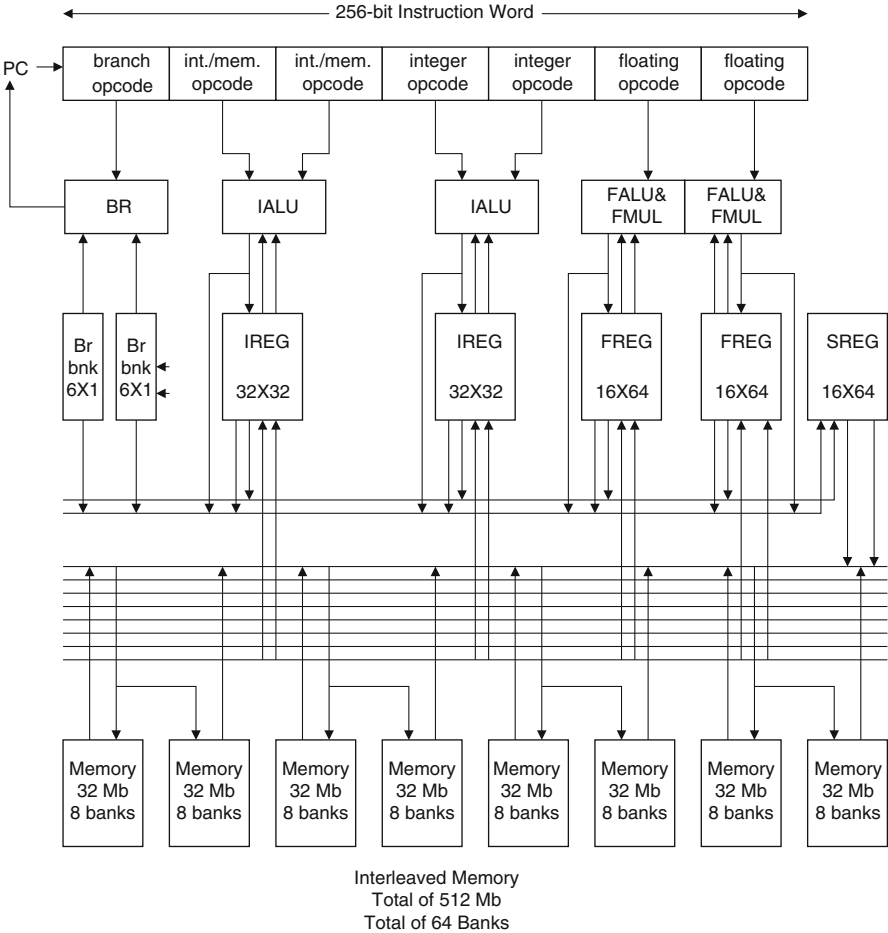 256-bit Instruction Word
PC
branch opcode
int./mem. opcode
int./mem. opcode
integer opcode
integer opcode
floating opcode
floating opcode
BR
IALU
IALU
FALU& FMUL
FALU& FMUL
Br bnk 6X1
Br bnk 6X1
IREG 32X32
IREG 32X32
FREG 16X64
FREG 16X64
SREG 16X64
Memory 32 Mb 8 banks
Memory 32 Mb 8 banks
Memory 32 Mb 8 banks
Memory 32 Mb 8 banks
Memory 32 Mb 8 banks
Memory 32 Mb 8 banks
Memory 32 Mb 8 banks
Memory 32 Mb 8 banks
Interleaved Memory
Total of 512 Mb
Total of 64 Banks